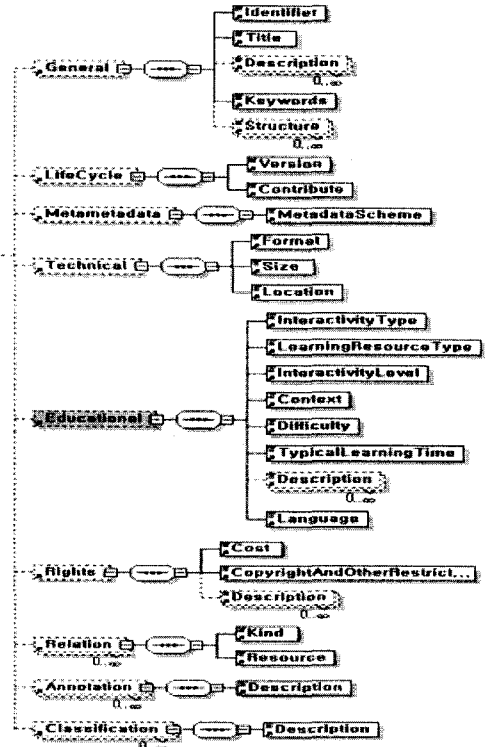 Identifier
Title
General
Description
0..∞
Keywords
Structure
0..∞
Version
LifeCycle
Contribute
Metametadata
MetadataScheme
Format
Technical
Size
Location
InteractivityType
LearningResourceType
InteractivityLevel
Context
Educational
Difficulty
TypicalLearningTime
Description
0..∞
Language
Cost
Rights
CopyrightAndOtherRestrict...
Description
0..∞
Kind
Relation
0..∞
Resource
Annotation
Description
0..∞
Classification
Description
0..∞